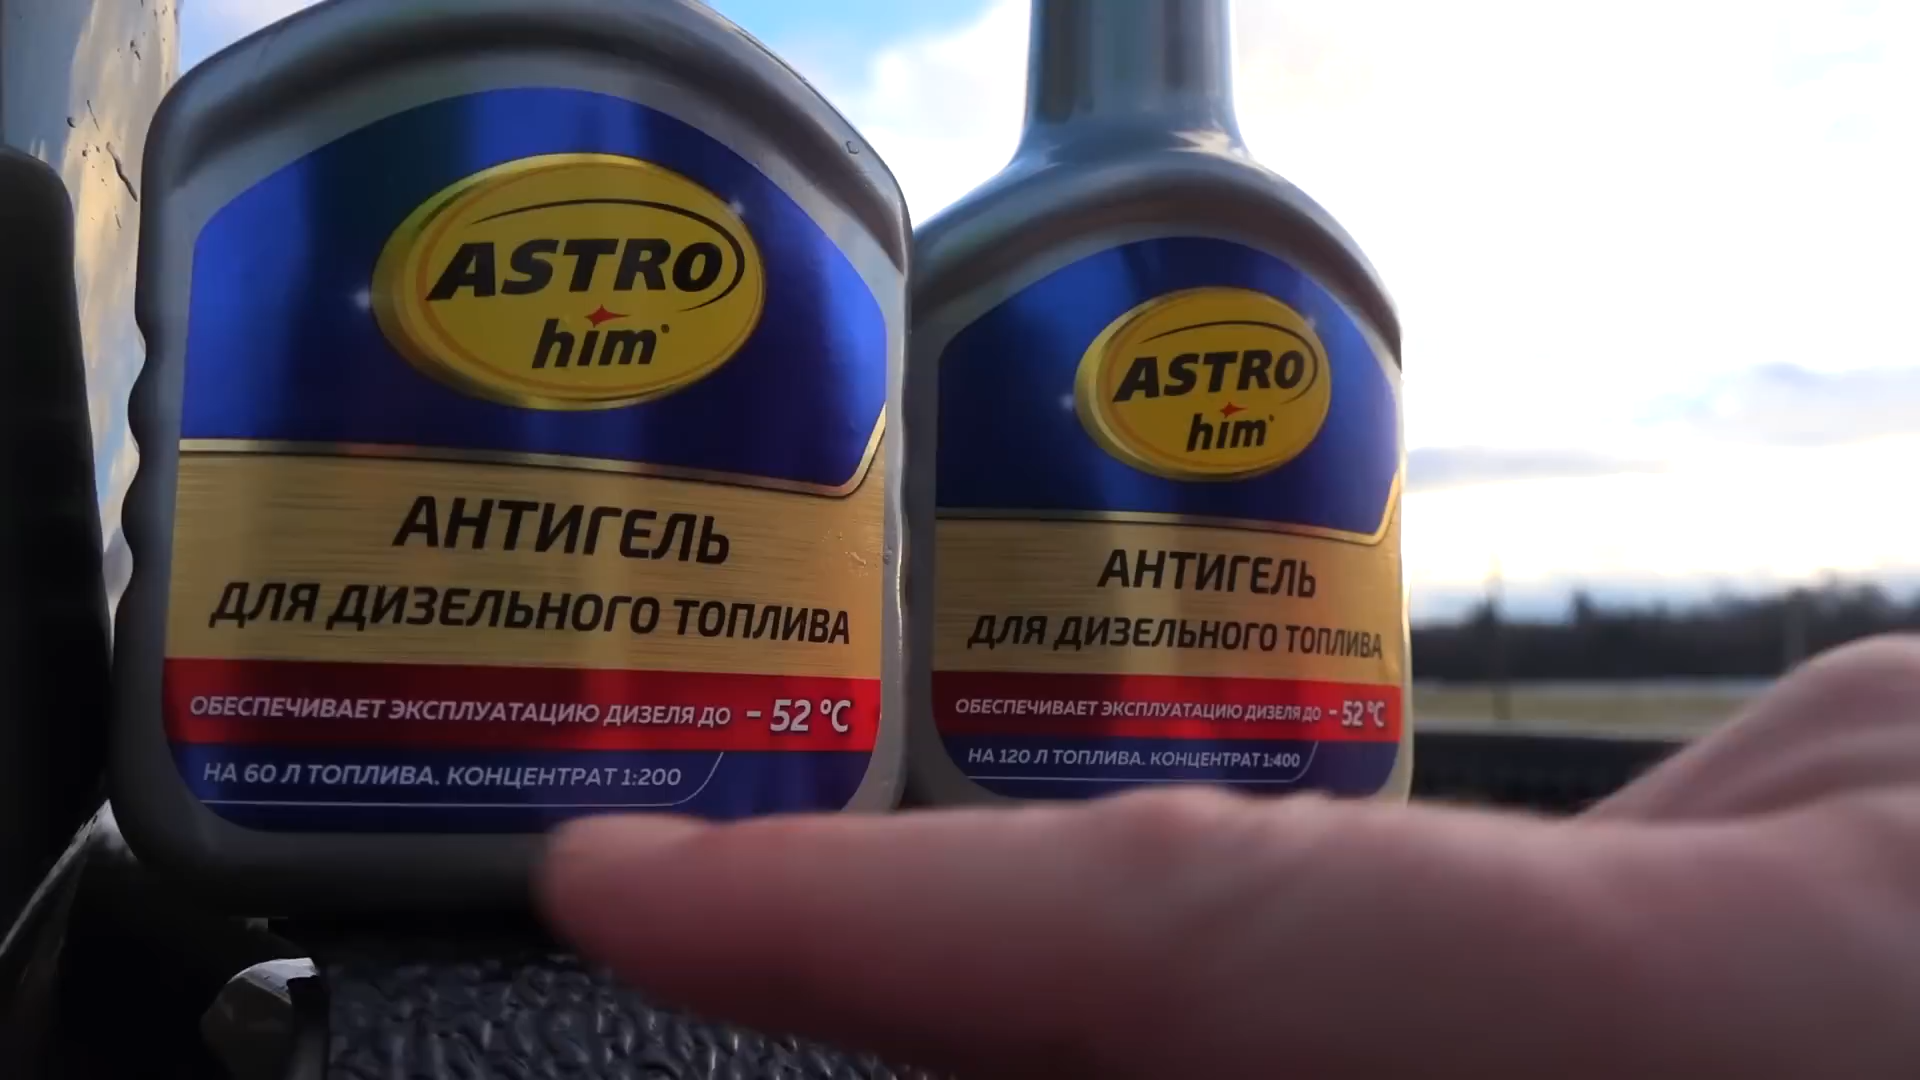 ASTRO
him
АНТИГЕЛЬ
ДЛЯ ДИЗЕЛЬНОГО ТОПЛИВА
ОБЕСПЕЧИВАЕТ ЭКСПЛУАТАЦИЮ ДИЗЕЛЯ ДО - 52 °C
НА 60 Л ТОПЛИВА. КОНЦЕНТРАТ 1:200
ASTRO
him
АНТИГЕЛЬ
ДЛЯ ДИЗЕЛЬНОГО ТОПЛИВА
ОБЕСПЕЧИВАЕТ ЭКСПЛУАТАЦИЮ ДИЗЕЛЯ ДО - 52 °C
НА 120 Л ТОПЛИВА. КОНЦЕНТРАТ 1:400